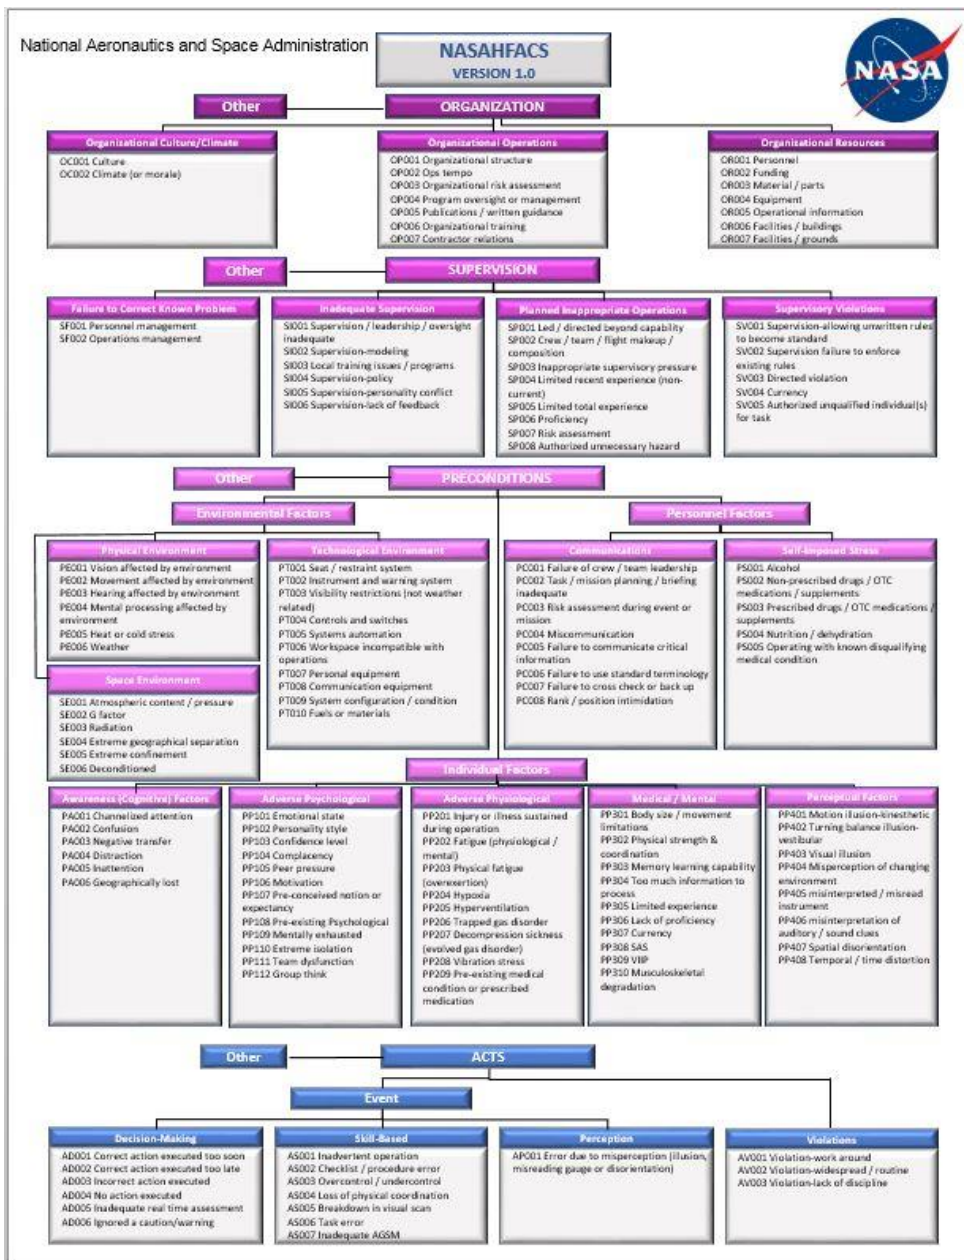 National Aeronautics and Space Administration
NASAHFACS
VERSION 1.0
NASA
Other
ORGANIZATION
Organizational Culture/Climate
OC001 Culture
OC002 Climate (or morale)
Organizational Operations
OP001 Organizational structure
OP002 Ops tempo
OP003 Organizational risk assessment
OP004 Program oversight or management
OP005 Publications / written guidance
OP006 Organizational training
OP007 Contractor relations
Organizational Resources
OR001 Personnel
OR002 Funding
OR003 Material / parts
OR004 Equipment
OR005 Operational information
OR006 Facilities / buildings
OR007 Facilities / grounds
Other
SUPERVISION
Failure to Correct Known Problem
SF001 Personnel management
SF002 Operations management
Inadequate Supervision
SI001 Supervision / leadership / oversight
inadequate
SI002 Supervision-modeling
SI003 Local training issues / programs
SI004 Supervision-policy
SI005 Supervision-personality conflict
SI006 Supervision-lack of feedback
Planned Inappropriate Operations
SP001 Led / directed beyond capability
SP002 Crew / team / flight makeup /
composition
SP003 Inappropriate supervisory pressure
SP004 Limited recent experience (non-
current)
SP005 Limited total experience
SP006 Proficiency
SP007 Risk assessment
SP008 Authorized unnecessary hazard
Supervisory Violations
SV001 Supervision-allowing unwritten rules
to become standard
SV002 Supervision failure to enforce
existing rules
SV003 Directed violation
SV004 Currency
SV005 Authorized unqualified individual(s)
for task
Other
PRECONDITIONS
Environmental Factors
Personnel Factors
Physical Environment
PE001 Vision affected by environment
PE002 Movement affected by environment
PE003 Hearing affected by environment
PE004 Mental processing affected by
environment
PE005 Heat or cold stress
PE006 Weather
Space Environment
SE001 Atmospheric content / pressure
SE002 G factor
SE003 Radiation
SE004 Extreme geographical separation
SE005 Extreme confinement
SE006 Deconditioned
Technological Environment
PT001 Seat / restraint system
PT002 Instrument and warning system
PT003 Visibility restrictions (not weather
related)
PT004 Controls and switches
PT005 Systems automation
PT006 Workspace incompatible with
operations
PT007 Personal equipment
PT008 Communication equipment
PT009 System configuration / condition
PT010 Fuels or materials
Communications
PC001 Failure of crew / team leadership
PC002 Task / mission planning / briefing
inadequate
PC003 Risk assessment during event or
mission
PC004 Miscommunication
PC005 Failure to communicate critical
information
PC006 Failure to use standard terminology
PC007 Failure to cross check or back up
PC008 Rank / position intimidation
Self-Imposed Stress
PS001 Alcohol
PS002 Non-prescribed drugs / OTC
medications / supplements
PS003 Prescribed drugs / OTC medications /
supplements
PS004 Nutrition / dehydration
PS005 Operating with known disqualifying
medical condition
Individual Factors
Awareness (Cognitive) Factors
PA001 Channelized attention
PA002 Confusion
PA003 Negative transfer
PA004 Distraction
PA005 Inattention
PA006 Geographically lost
Adverse Psychological
PP101 Emotional state
PP102 Personality style
PP103 Confidence level
PP104 Complacency
PP105 Peer pressure
PP106 Motivation
PP107 Pre-conceived notion or
expectancy
PP108 Pre-existing Psychological
PP109 Mentally exhausted
PP110 Extreme isolation
PP111 Team dysfunction
PP112 Group think
Adverse Physiological
PP201 Injury or illness sustained
during operation
PP202 Fatigue (physiological /
mental)
PP203 Physical fatigue
(overexertion)
PP204 Hypoxia
PP205 Hyperventilation
PP206 Trapped gas disorder
PP207 Decompression sickness
(evolved gas disorder)
PP208 Vibration stress
PP209 Pre-existing medical
condition or prescribed
medication
Medical / Mental
PP301 Body size / movement
limitations
PP302 Physical strength &
coordination
PP303 Memory learning capability
PP304 Too much information to
process
PP305 Limited experience
PP306 Lack of proficiency
PP307 Currency
PP308 SAS
PP309 VIIP
PP310 Musculoskeletal
degradation
Perceptual Factors
PP401 Motion illusion-kinesthetic
PP402 Turning balance illusion-
vestibular
PP403 Visual illusion
PP404 Misperception of changing
environment
PP405 misinterpreted / misread
instrument
PP406 misinterpretation of
auditory / sound clues
PP407 Spatial disorientation
PP408 Temporal / time distortion
Other
ACTS
Event
Decision-Making
AD001 Correct action executed too soon
AD002 Correct action executed too late
AD003 Incorrect action executed
AD004 No action executed
AD005 Inadequate real time assessment
AD006 Ignored a caution/warning
Skill-Based
AS001 Inadvertent operation
AS002 Checklist / procedure error
AS003 Overcontrol / undercontrol
AS004 Loss of physical coordination
AS005 Breakdown in visual scan
AS006 Task error
AS007 Inadequate AGSM
Perception
AP001 Error due to misperception (illusion,
misreading gauge or disorientation)
Violations
AV001 Violation-work around
AV002 Violation-widespread / routine
AV003 Violation-lack of discipline